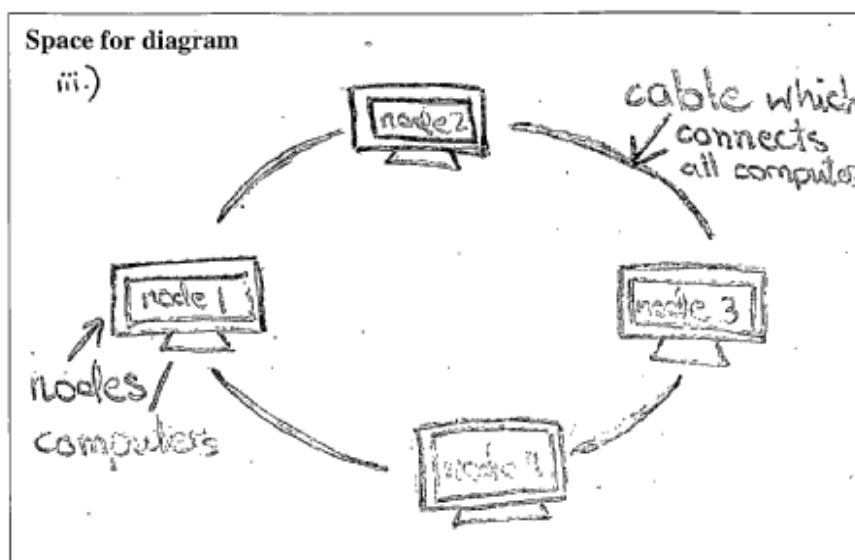 Space for diagram
iii.)
node2
cable which
connects
all computers
node 1
node 3
nodes
computers
node 4